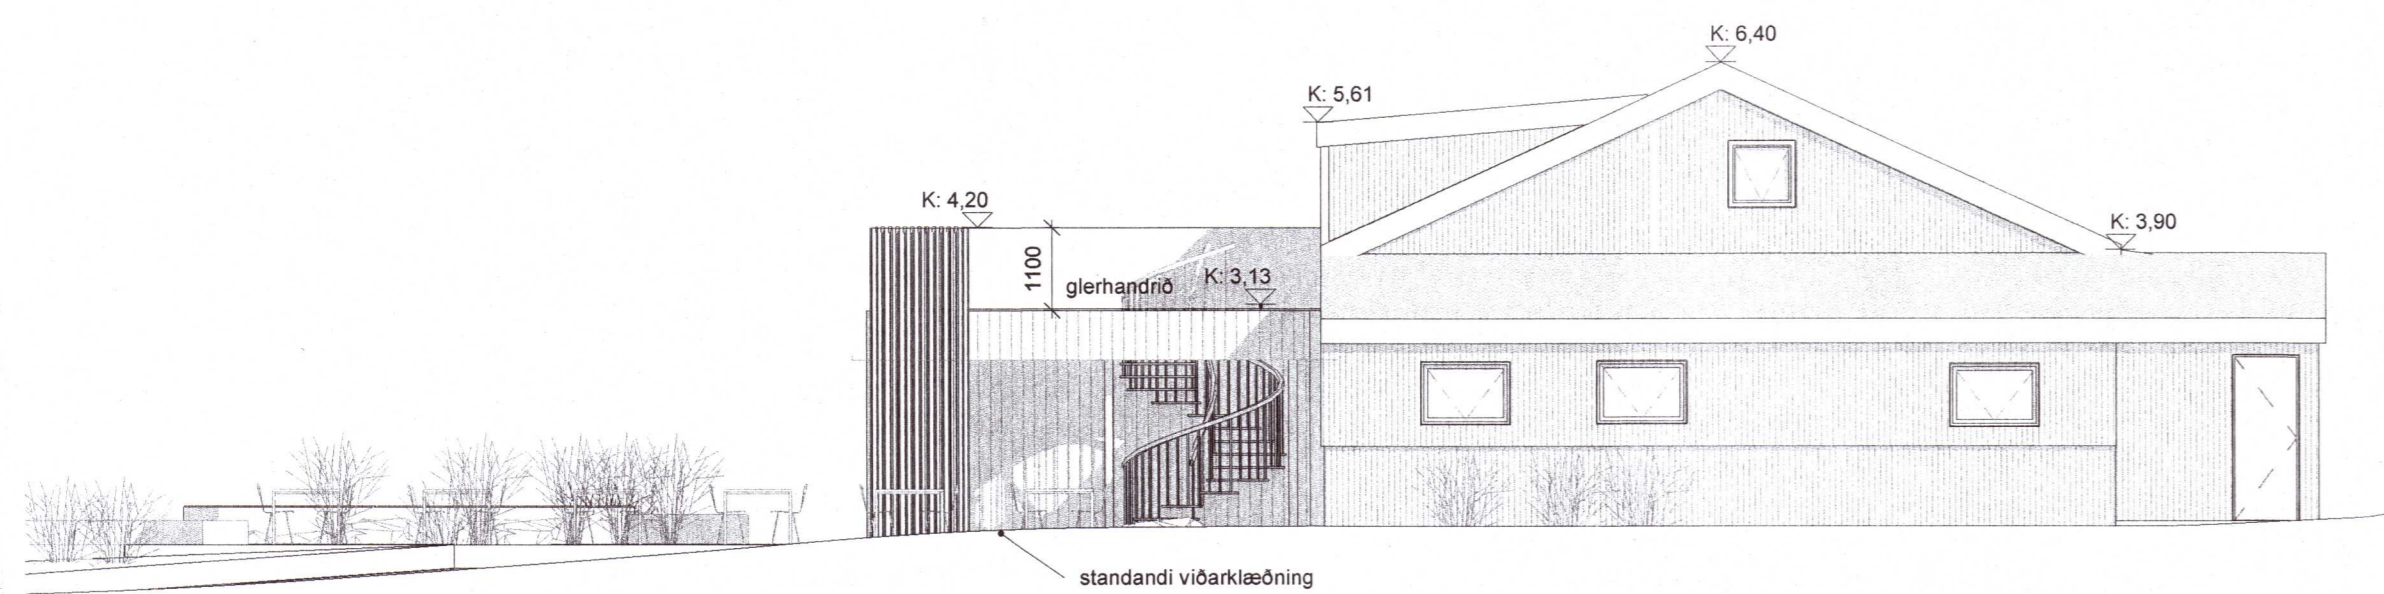 K: 6,40
K: 5,61
K: 4,20
K: 3,90
1100
glerhandrið
K: 3,13
standandi viðarklæðning